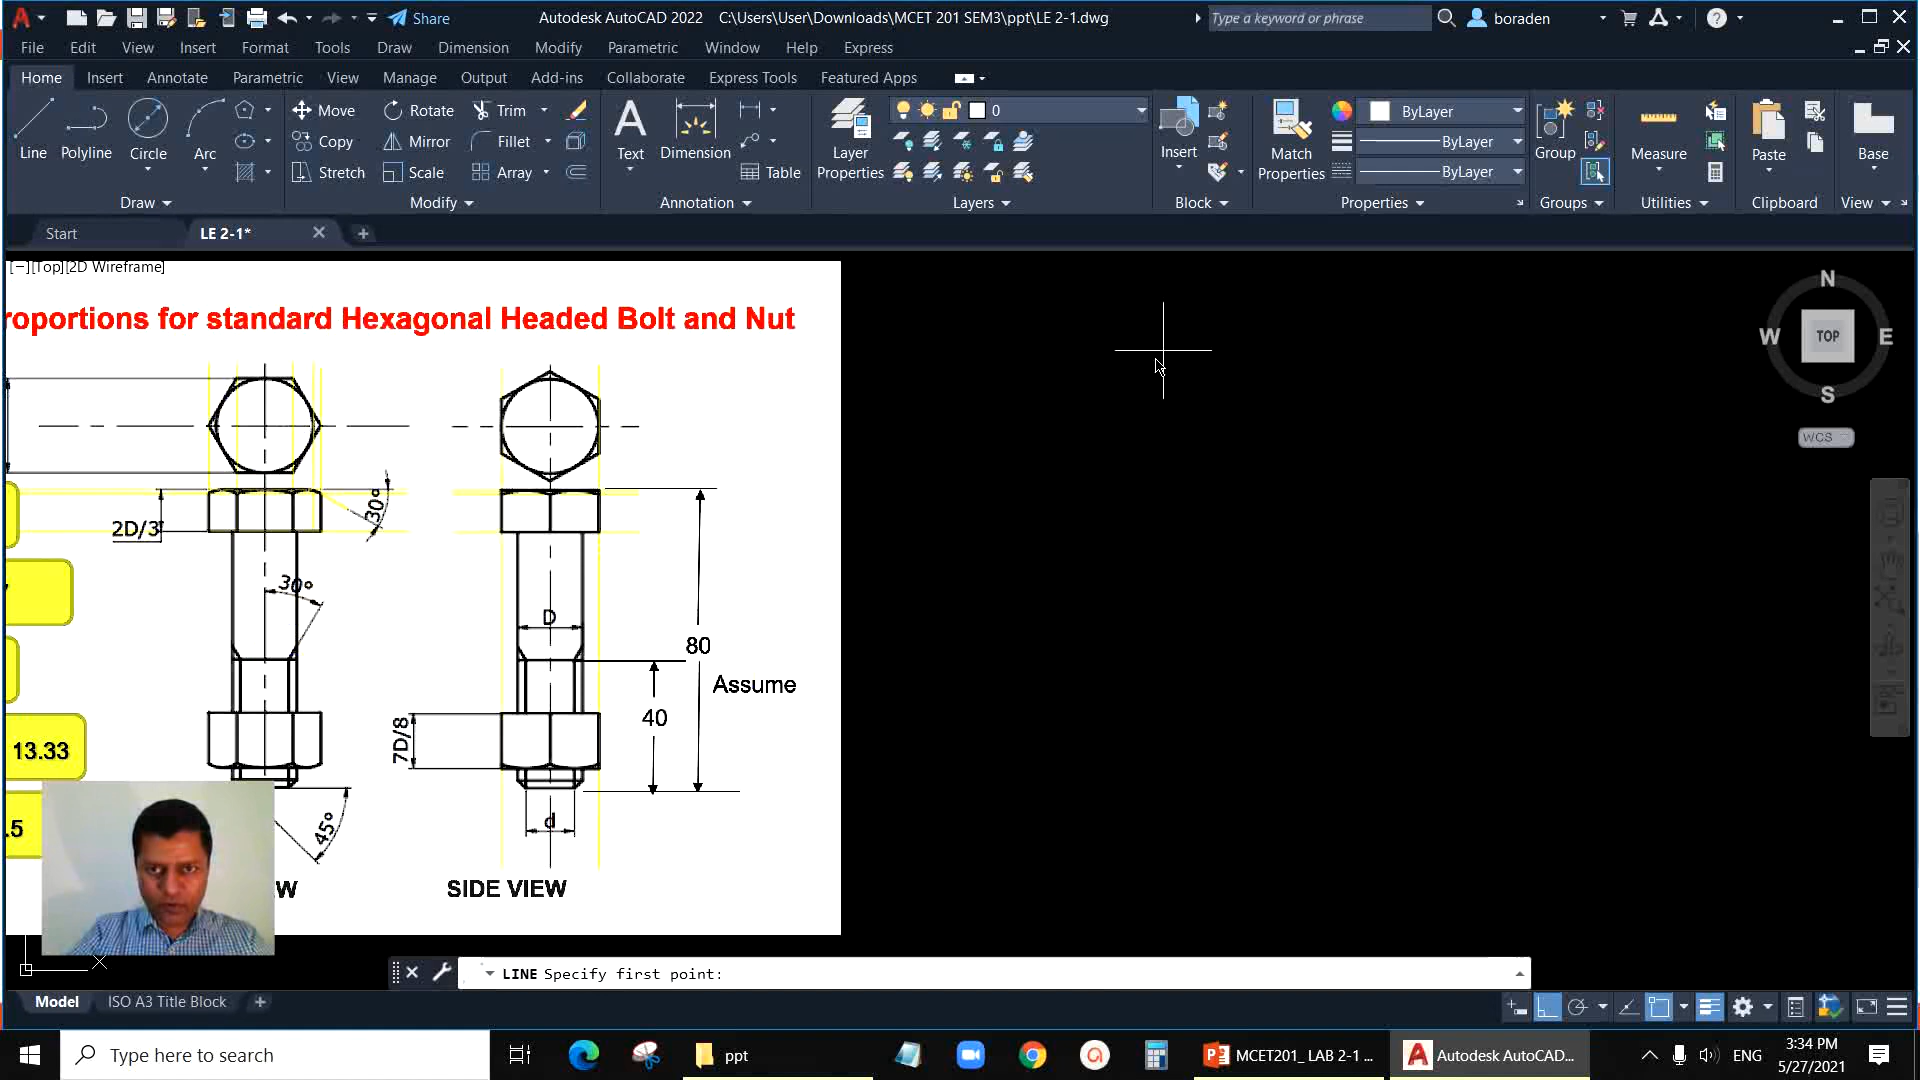 Share
Autodesk AutoCAD 2022 C:\Users\User\Downloads\MCET 201 SEM3\ppt\LE 2-1.dwg
Type a keyword or phrase
boraden
File Edit View Insert Format Tools Draw Dimension Modify Parametric Window Help Express
Home Insert Annotate Parametric View Manage Output Add-ins Collaborate Express Tools Featured Apps
Line Polyline Circle Arc
Move Rotate Trim
Copy Mirror Fillet
Stretch Scale Array
Text Dimension Table
Layer Properties
0
Insert
Match Properties
ByLayer
ByLayer
ByLayer
Group Measure Paste Base
Draw Modify Annotation Layers Block Properties Groups Utilities Clipboard View
Start LE 2-1*
[−][Top][2D Wireframe]
roportions for standard Hexagonal Headed Bolt and Nut
N
W TOP E
S
WCS
30°
2D/3
30°
D
80
Assume
40
7D/8
13.33
.5
d
45°
W
SIDE VIEW
LINE Specify first point:
Model ISO A3 Title Block
Type here to search
ppt
MCET201_ LAB 2-1 ...
Autodesk AutoCAD...
ENG
3:34 PM
5/27/2021